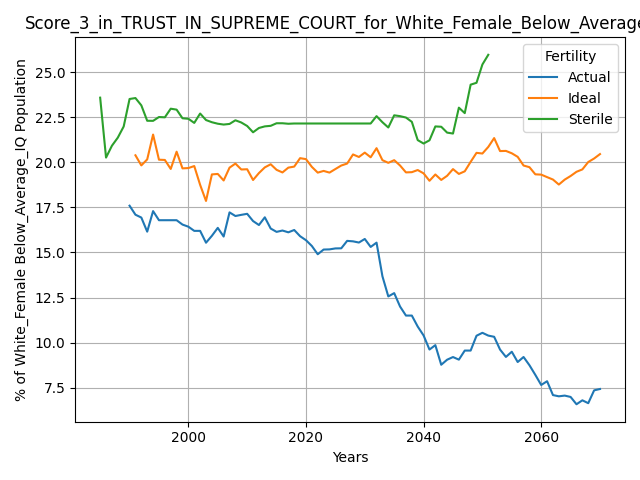 Score_3_in_TRUST_IN_SUPREME_COURT_for_White_Female_Below_Average
Fertility
Actual
Ideal
Sterile
% of White_Female Below_Average_IQ Population
25.0
22.5
20.0
17.5
15.0
12.5
10.0
7.5
2000 2020 2040 2060
Years